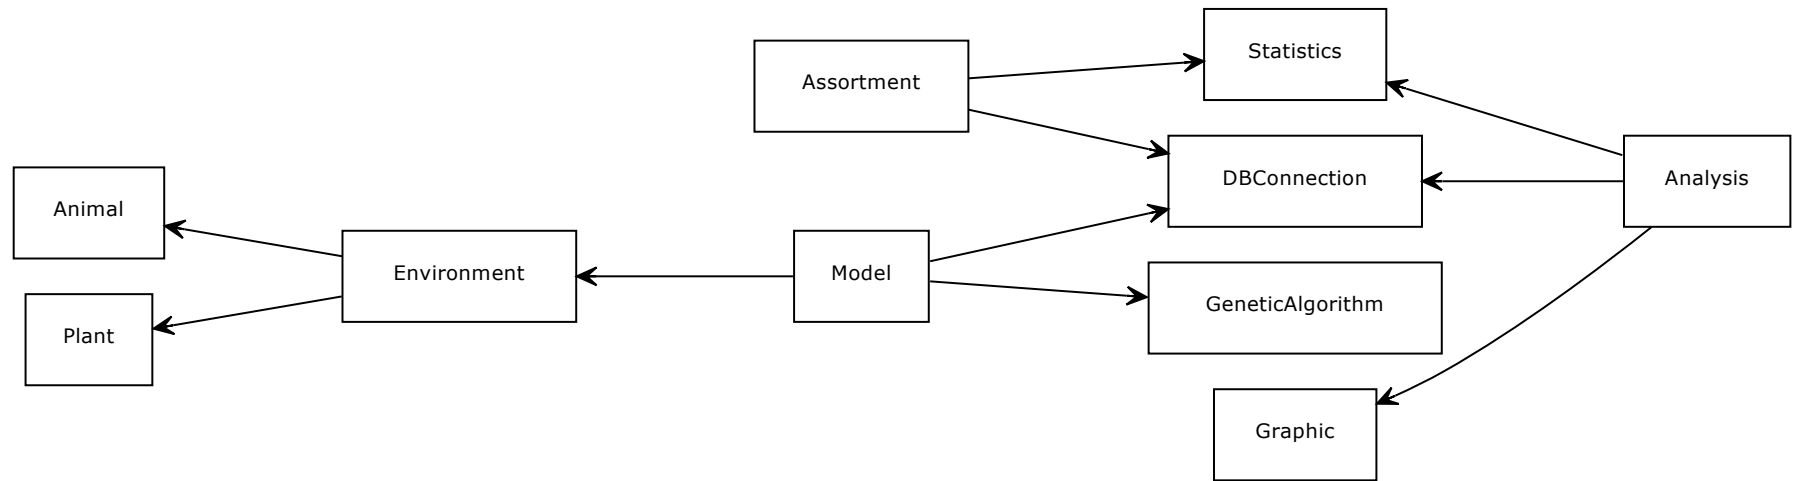 Statistics
Assortment
DBConnection
Analysis
Animal
Environment
Model
GeneticAlgorithm
Plant
Graphic